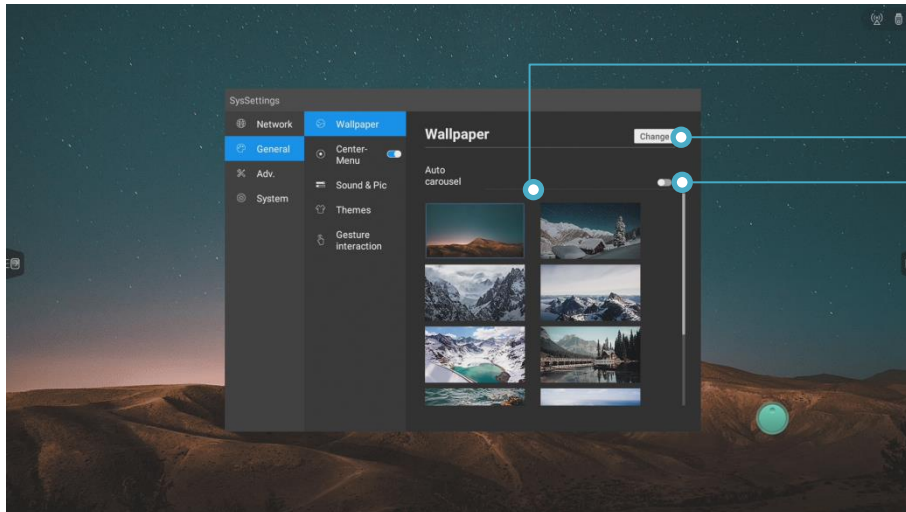 SysSettings
Network
General
Adv.
System
Wallpaper
Center-
Menu
Sound & Pic
Themes
Gesture
interaction
Wallpaper
Change
Auto
carousel